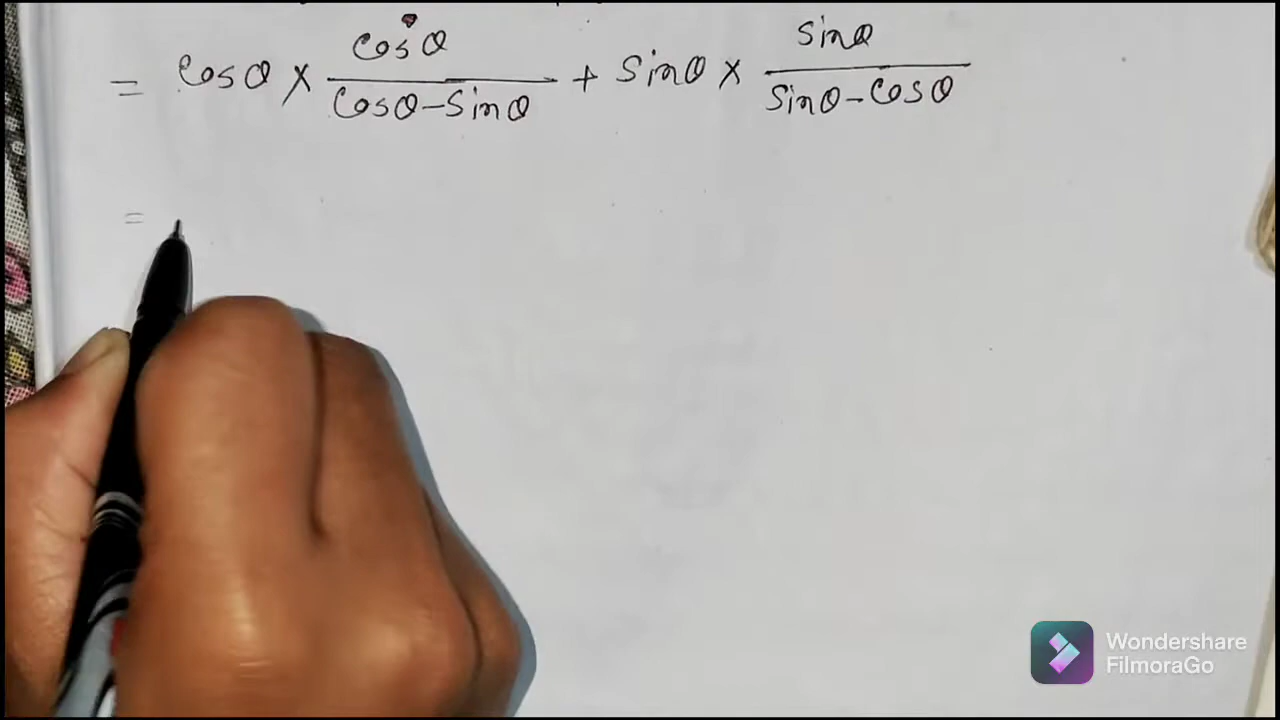 = Cosθ × Cosθ / Cosθ-Sinθ + Sinθ × Sinθ / Sinθ-Cosθ
=
Wondershare
FilmoraGo